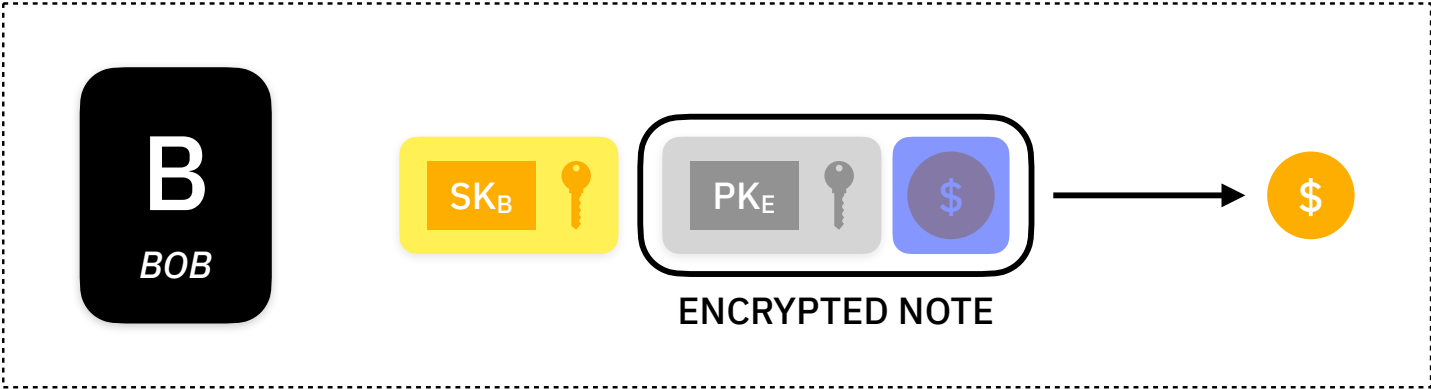 B
BOB
SKB
PKE
$
$
ENCRYPTED NOTE